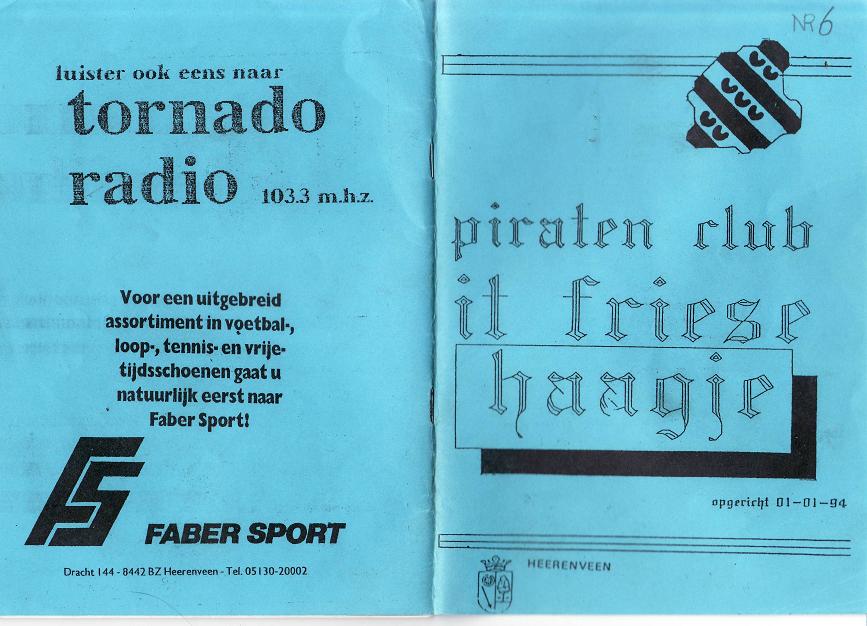 luister ook eens naar
tornado
radio 103.3 m.h.z.
Voor een uitgebreid
assortiment in voetbal-,
loop-, tennis- en vrije-
tijdsschoenen gaat u
natuurlijk eerst naar
Faber Sport!
FS
FABER SPORT
Dracht 144 - 8442 BZ Heerenveen - Tel. 05130-20002
NR 6
piraten club
it friese
haagje
opgericht 01-01-94
HEERENVEEN